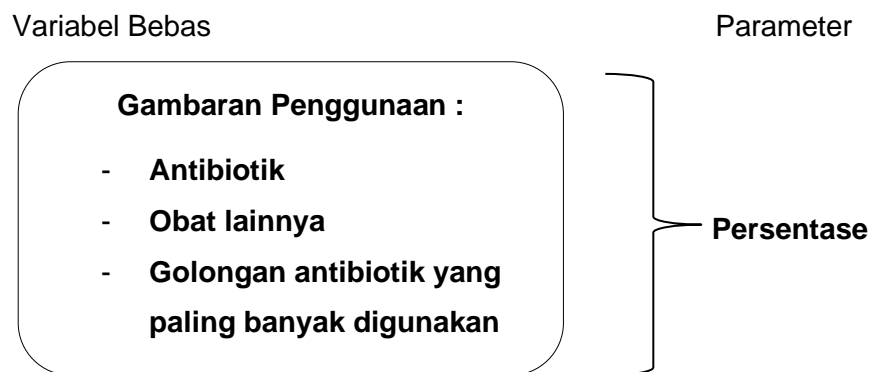 Variabel Bebas Parameter
Gambaran Penggunaan :
- Antibiotik
- Obat lainnya
- Golongan antibiotik yang
paling banyak digunakan
Persentase